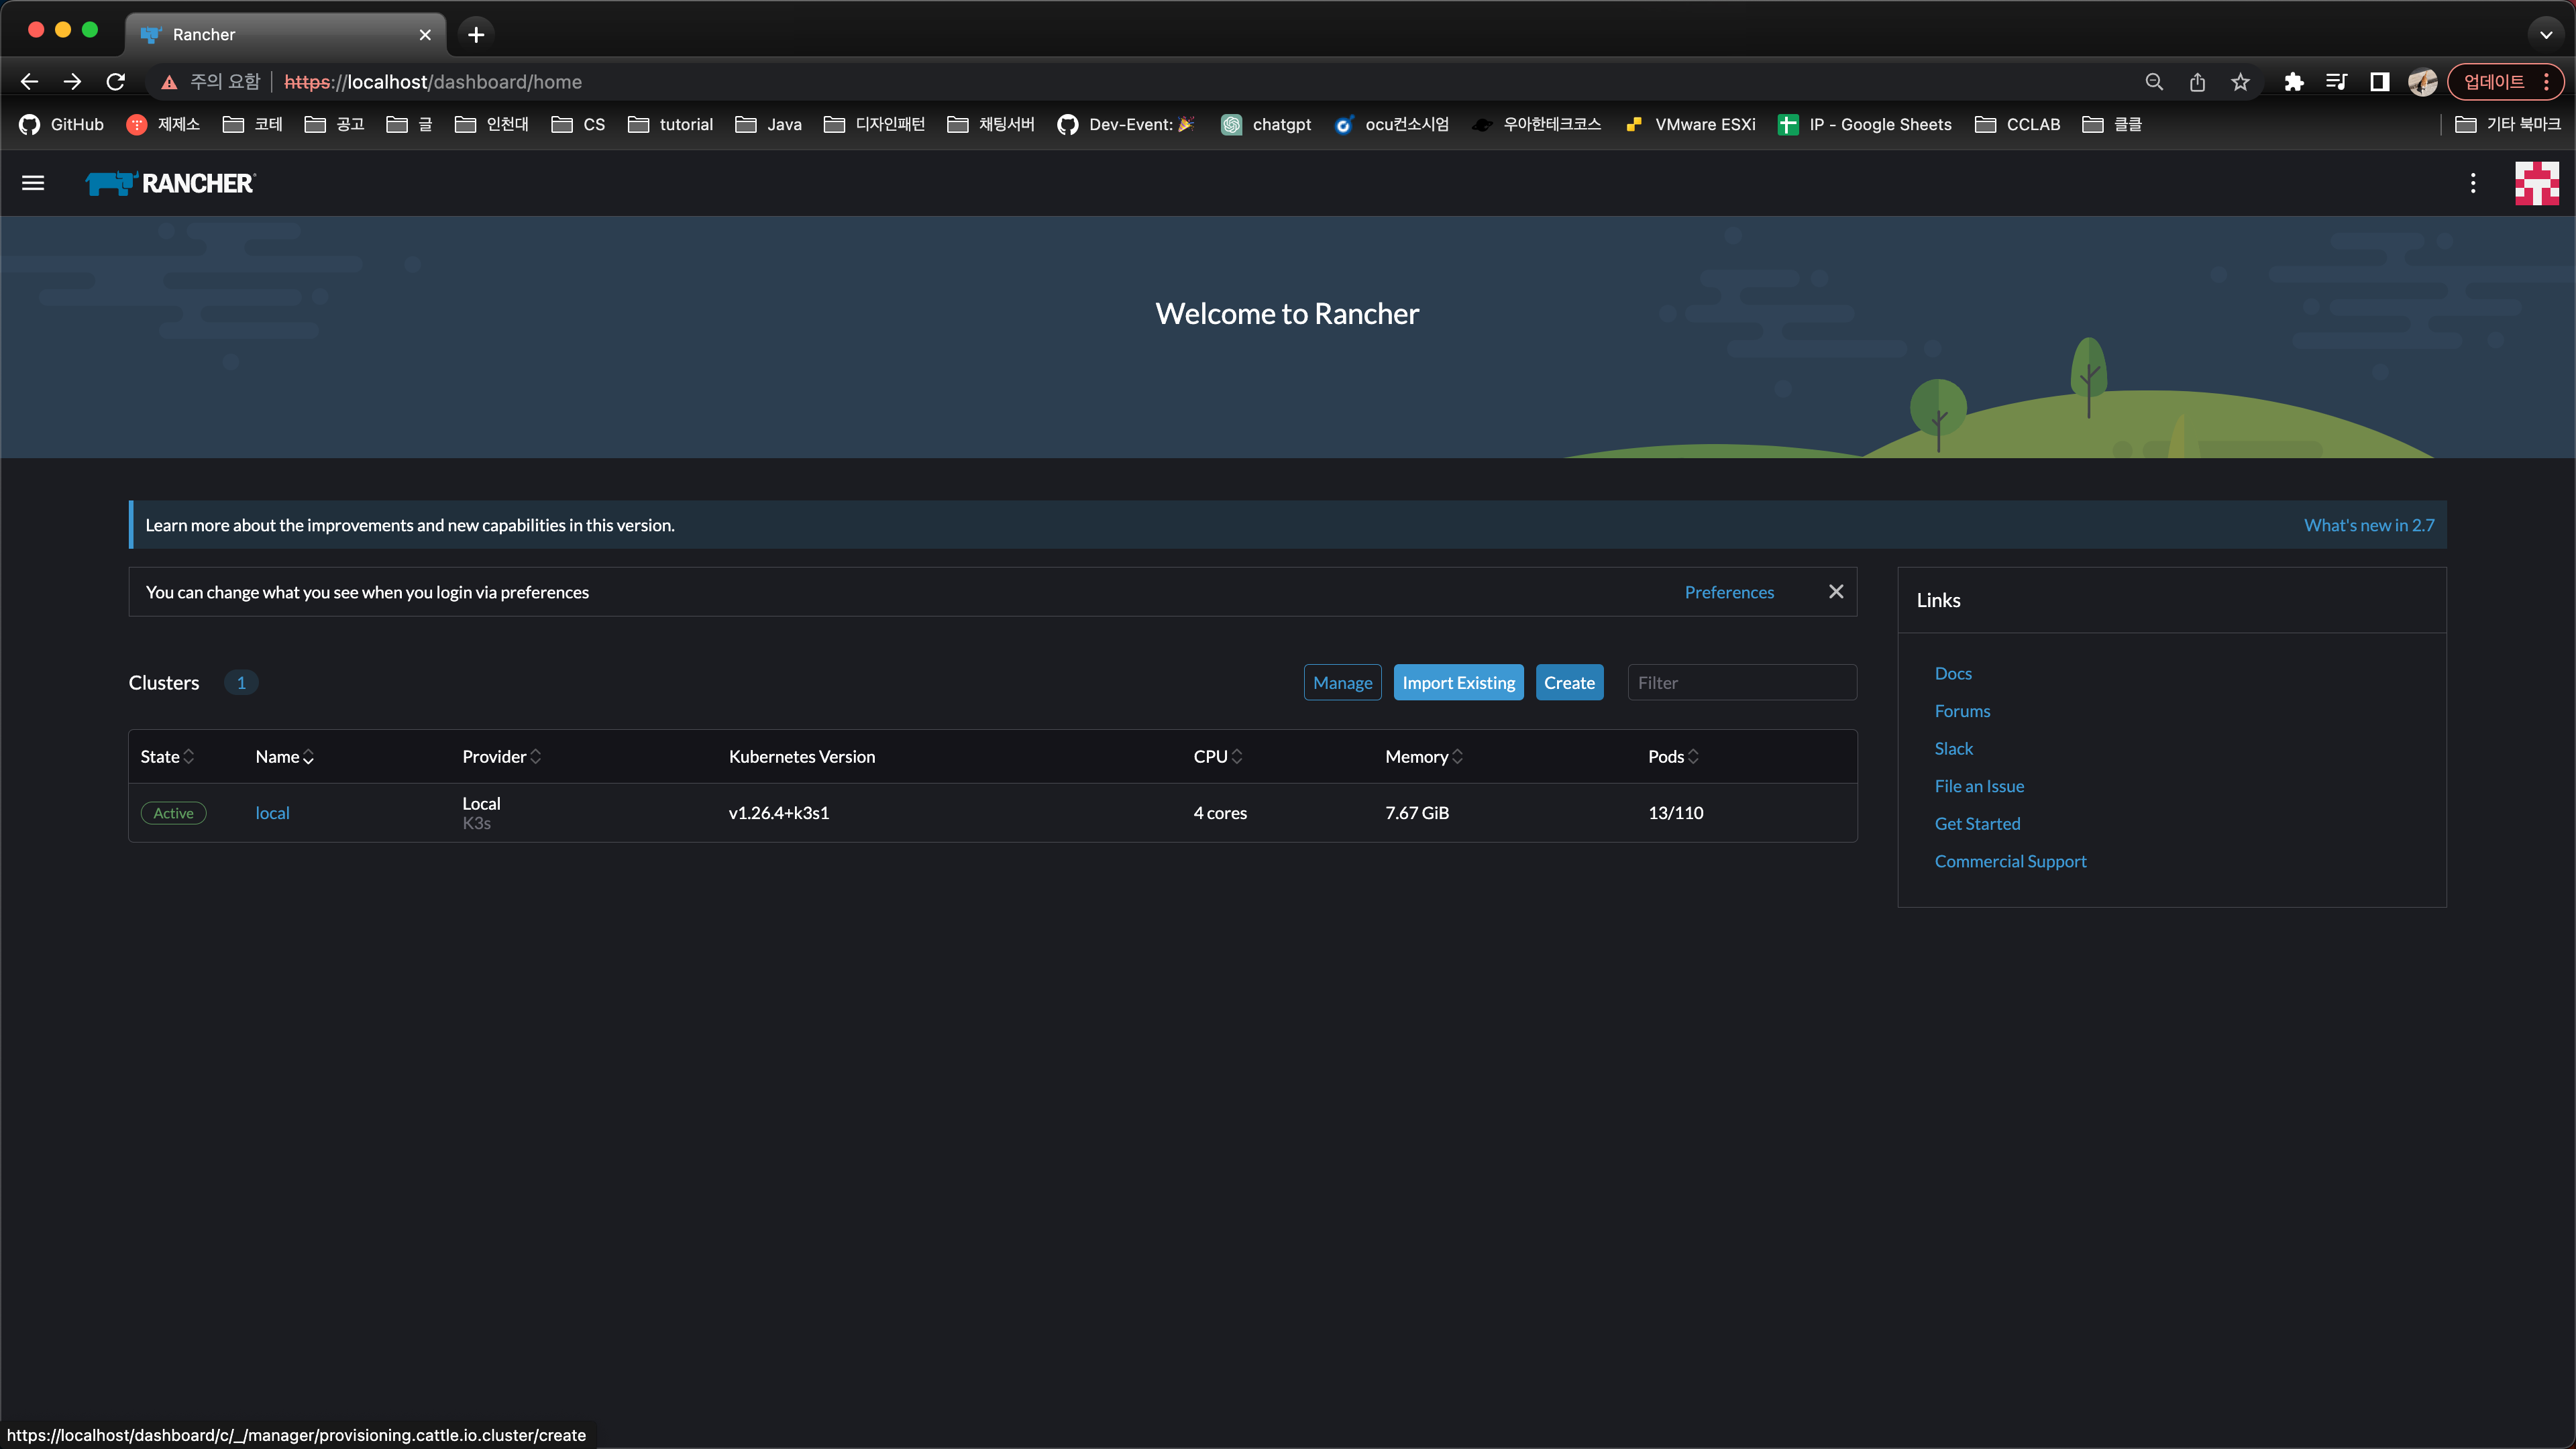 Rancher
주의 요함 https://localhost/dashboard/home 업데이트
GitHub 제제소 코테 공고 글 인천대 CS tutorial Java 디자인패턴 채팅서버 Dev-Event: 🎉 chatgpt ocu컨소시엄 우아한테크코스 VMware ESXi IP - Google Sheets CCLAB 클클 기타 북마크
RANCHER
Welcome to Rancher
Learn more about the improvements and new capabilities in this version. What's new in 2.7
You can change what you see when you login via preferences Preferences
Links
Docs
Forums
Slack
File an Issue
Get Started
Commercial Support
Clusters 1 Manage Import Existing Create Filter
State Name Provider Kubernetes Version CPU Memory Pods
Active local Local v1.26.4+k3s1 4 cores 7.67 GiB 13/110
K3s
https://localhost/dashboard/c/_/manager/provisioning.cattle.io.cluster/create